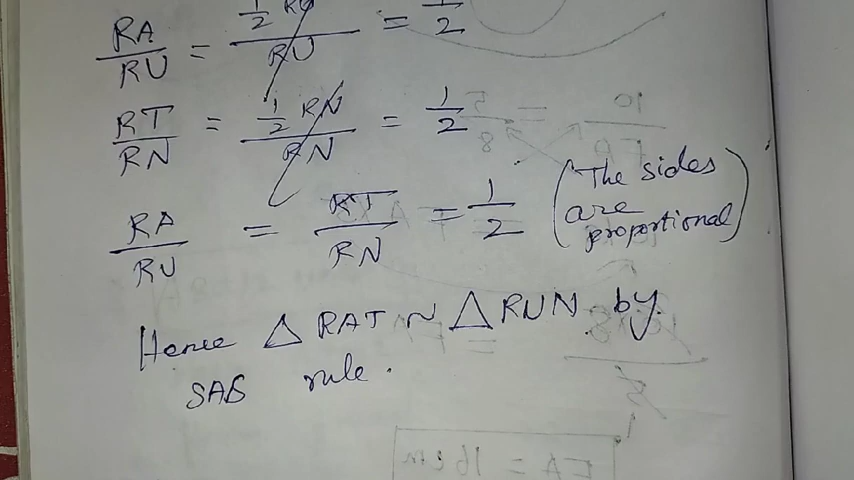 RA/RU = 1/2 RU/RU = 1/2
RT/RN = 1/2 RN/RN = 1/2
RA/RU = RT/RN = 1/2 (The sides are proportional)
Hence △ RAT ~ △ RUN by
SAS rule.